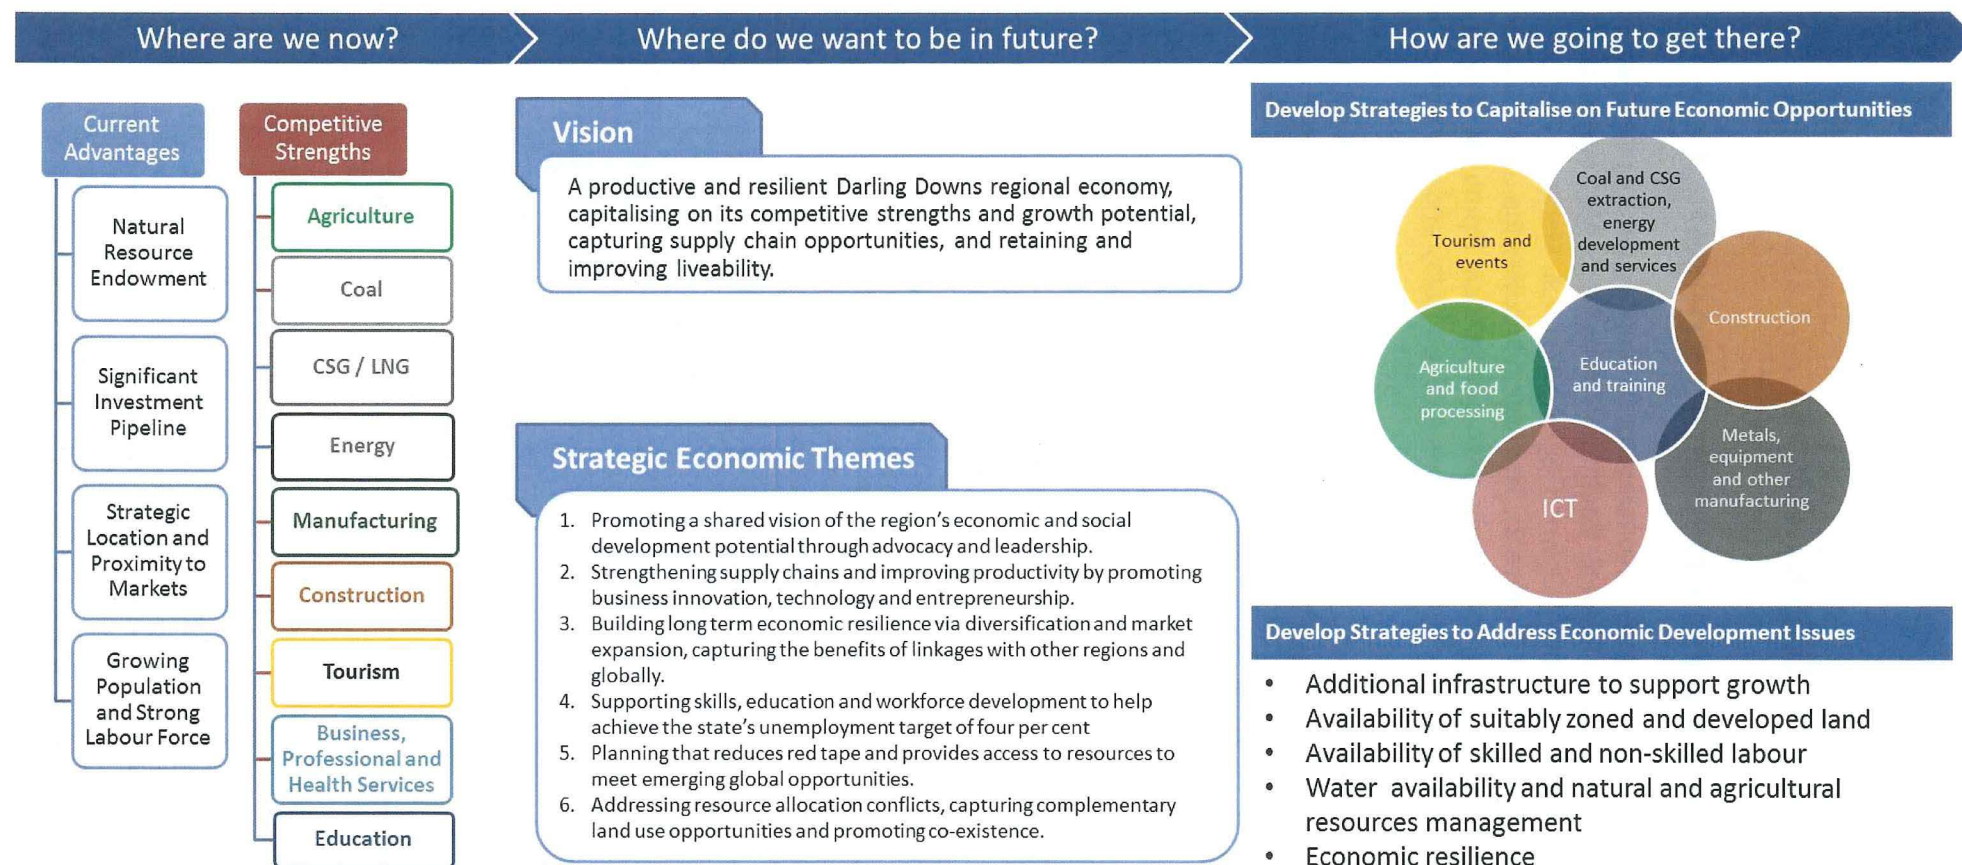 Where are we now?
Where do we want to be in future?
How are we going to get there?
Current
Advantages
Natural
Resource
Endowment
Significant
Investment
Pipeline
Strategic
Location and
Proximity to
Markets
Growing
Population
and Strong
Labour Force
Competitive
Strengths
Agriculture
Coal
CSG / LNG
Energy
Manufacturing
Construction
Tourism
Business,
Professional and
Health Services
Education
Vision
A productive and resilient Darling Downs regional economy,
capitalising on its competitive strengths and growth potential,
capturing supply chain opportunities, and retaining and
improving liveability.
Strategic Economic Themes
1. Promoting a shared vision of the region's economic and social
development potential through advocacy and leadership.
2. Strengthening supply chains and improving productivity by promoting
business innovation, technology and entrepreneurship.
3. Building long term economic resilience via diversification and market
expansion, capturing the benefits of linkages with other regions and
globally.
4. Supporting skills, education and workforce development to help
achieve the state's unemployment target of four per cent
5. Planning that reduces red tape and provides access to resources to
meet emerging global opportunities.
6. Addressing resource allocation conflicts, capturing complementary
land use opportunities and promoting co-existence.
Develop Strategies to Capitalise on Future Economic Opportunities
Coal and CSG
extraction,
energy
development
and services
Tourism and
events
Construction
Agriculture
and food
processing
Education
and training
Metals,
equipment
and other
manufacturing
ICT
Develop Strategies to Address Economic Development Issues
• Additional infrastructure to support growth
• Availability of suitably zoned and developed land
• Availability of skilled and non-skilled labour
• Water availability and natural and agricultural
resources management
• Economic resilience